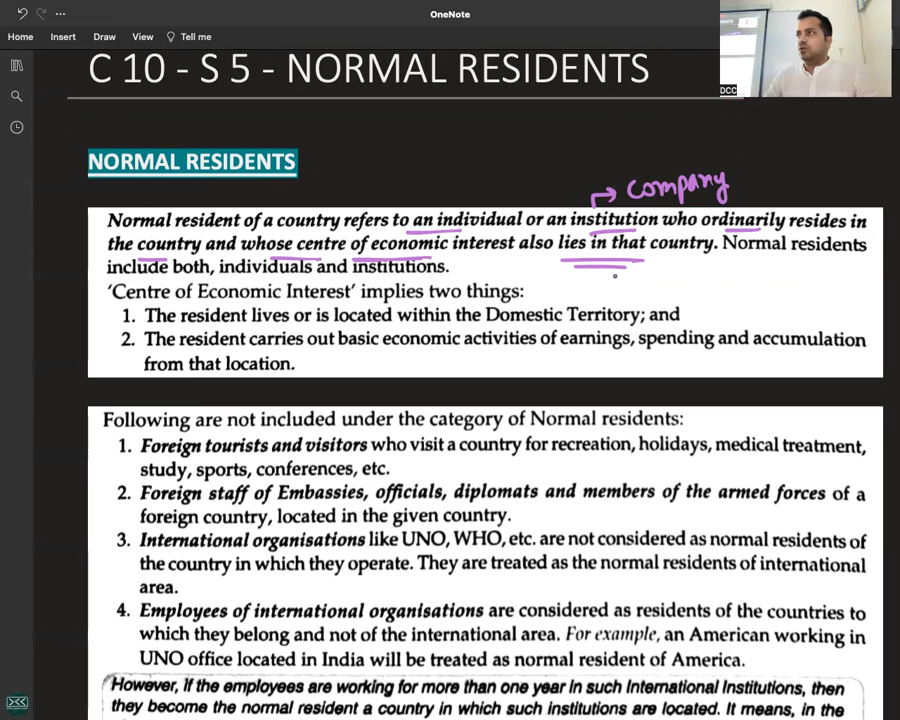 OneNote
Home Insert Draw View Tell me
C 10 - S 5 - NORMAL RESIDENTS
DCC
NORMAL RESIDENTS
company
Normal resident of a country refers to an individual or an institution who ordinarily resides in
the country and whose centre of economic interest also lies in that country. Normal residents
include both, individuals and institutions.
'Centre of Economic Interest' implies two things:
1. The resident lives or is located within the Domestic Territory; and
2. The resident carries out basic economic activities of earnings, spending and accumulation
from that location.
Following are not included under the category of Normal residents:
1. Foreign tourists and visitors who visit a country for recreation, holidays, medical treatment,
study, sports, conferences, etc.
2. Foreign staff of Embassies, officials, diplomats and members of the armed forces of a
foreign country, located in the given country.
3. International organisations like UNO, WHO, etc. are not considered as normal residents of
the country in which they operate. They are treated as the normal residents of international
area.
4. Employees of international organisations are considered as residents of the countries to
which they belong and not of the international area. For example, an American working in
UNO office located in India will be treated as normal resident of America.
However, if the employees are working for more than one year in such International Institutions, then
they become the normal resident a country in which such institutions are located. It means, in the